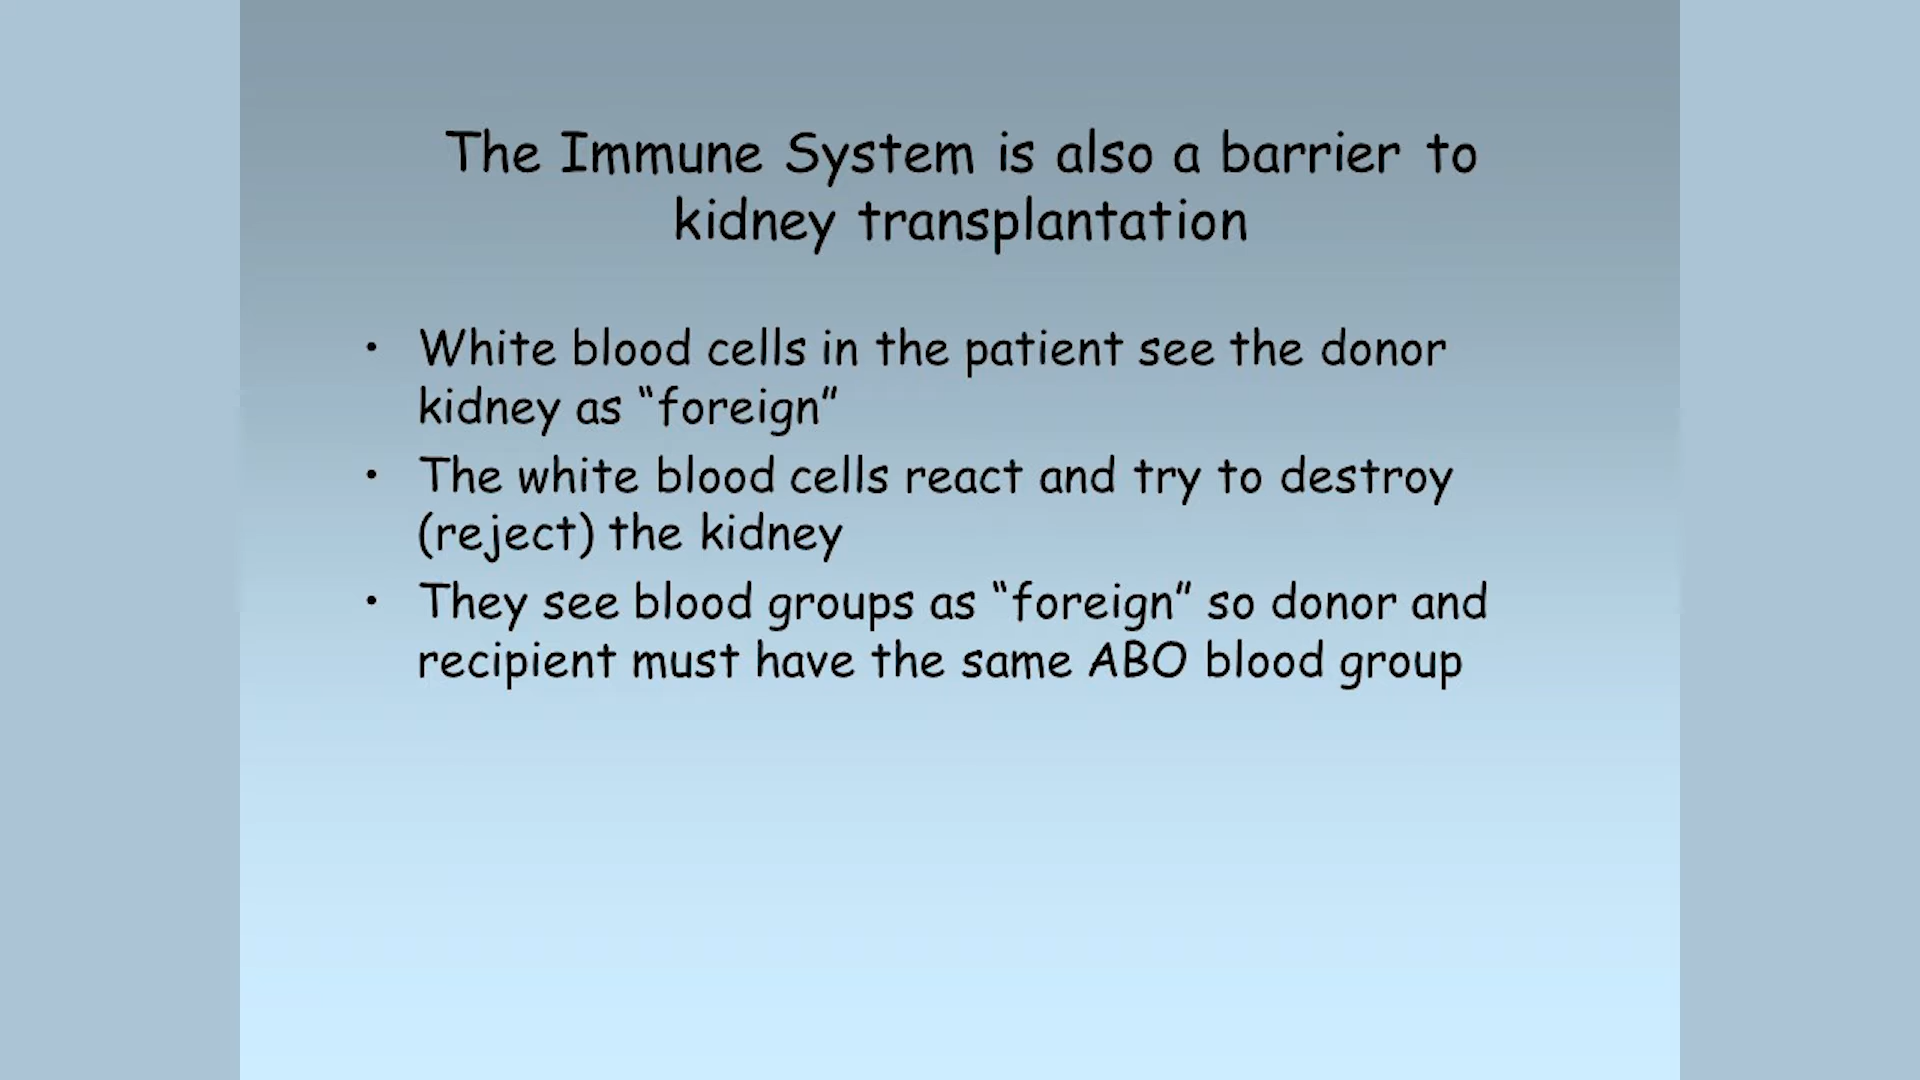 The Immune System is also a barrier to
kidney transplantation
• White blood cells in the patient see the donor
kidney as “foreign”
• The white blood cells react and try to destroy
(reject) the kidney
• They see blood groups as “foreign” so donor and
recipient must have the same ABO blood group